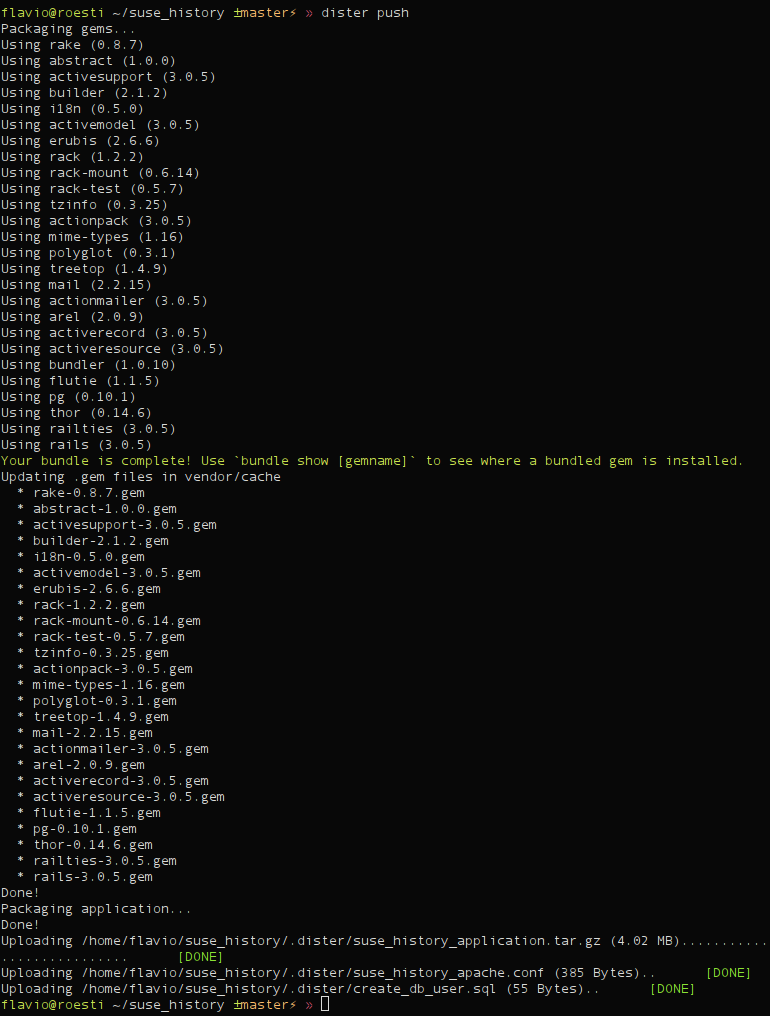 flavio@roesti ~/suse_history ±master⚡ » dister push
Packaging gems...
Using rake (0.8.7)
Using abstract (1.0.0)
Using activesupport (3.0.5)
Using builder (2.1.2)
Using i18n (0.5.0)
Using activemodel (3.0.5)
Using erubis (2.6.6)
Using rack (1.2.2)
Using rack-mount (0.6.14)
Using rack-test (0.5.7)
Using tzinfo (0.3.25)
Using actionpack (3.0.5)
Using mime-types (1.16)
Using polyglot (0.3.1)
Using treetop (1.4.9)
Using mail (2.2.15)
Using actionmailer (3.0.5)
Using arel (2.0.9)
Using activerecord (3.0.5)
Using activeresource (3.0.5)
Using bundler (1.0.10)
Using flutie (1.1.5)
Using pg (0.10.1)
Using thor (0.14.6)
Using railties (3.0.5)
Using rails (3.0.5)
Your bundle is complete! Use `bundle show [gemname]` to see where a bundled gem is installed.
Updating .gem files in vendor/cache
  * rake-0.8.7.gem
  * abstract-1.0.0.gem
  * activesupport-3.0.5.gem
  * builder-2.1.2.gem
  * i18n-0.5.0.gem
  * activemodel-3.0.5.gem
  * erubis-2.6.6.gem
  * rack-1.2.2.gem
  * rack-mount-0.6.14.gem
  * rack-test-0.5.7.gem
  * tzinfo-0.3.25.gem
  * actionpack-3.0.5.gem
  * mime-types-1.16.gem
  * polyglot-0.3.1.gem
  * treetop-1.4.9.gem
  * mail-2.2.15.gem
  * actionmailer-3.0.5.gem
  * arel-2.0.9.gem
  * activerecord-3.0.5.gem
  * activeresource-3.0.5.gem
  * flutie-1.1.5.gem
  * pg-0.10.1.gem
  * thor-0.14.6.gem
  * railties-3.0.5.gem
  * rails-3.0.5.gem
Done!
Packaging application...
Done!
Uploading /home/flavio/suse_history/.dister/suse_history_application.tar.gz (4.02 MB)...........
................      [DONE]
Uploading /home/flavio/suse_history/.dister/suse_history_apache.conf (385 Bytes)..      [DONE]
Uploading /home/flavio/suse_history/.dister/create_db_user.sql (55 Bytes)..      [DONE]
flavio@roesti ~/suse_history ±master⚡ »